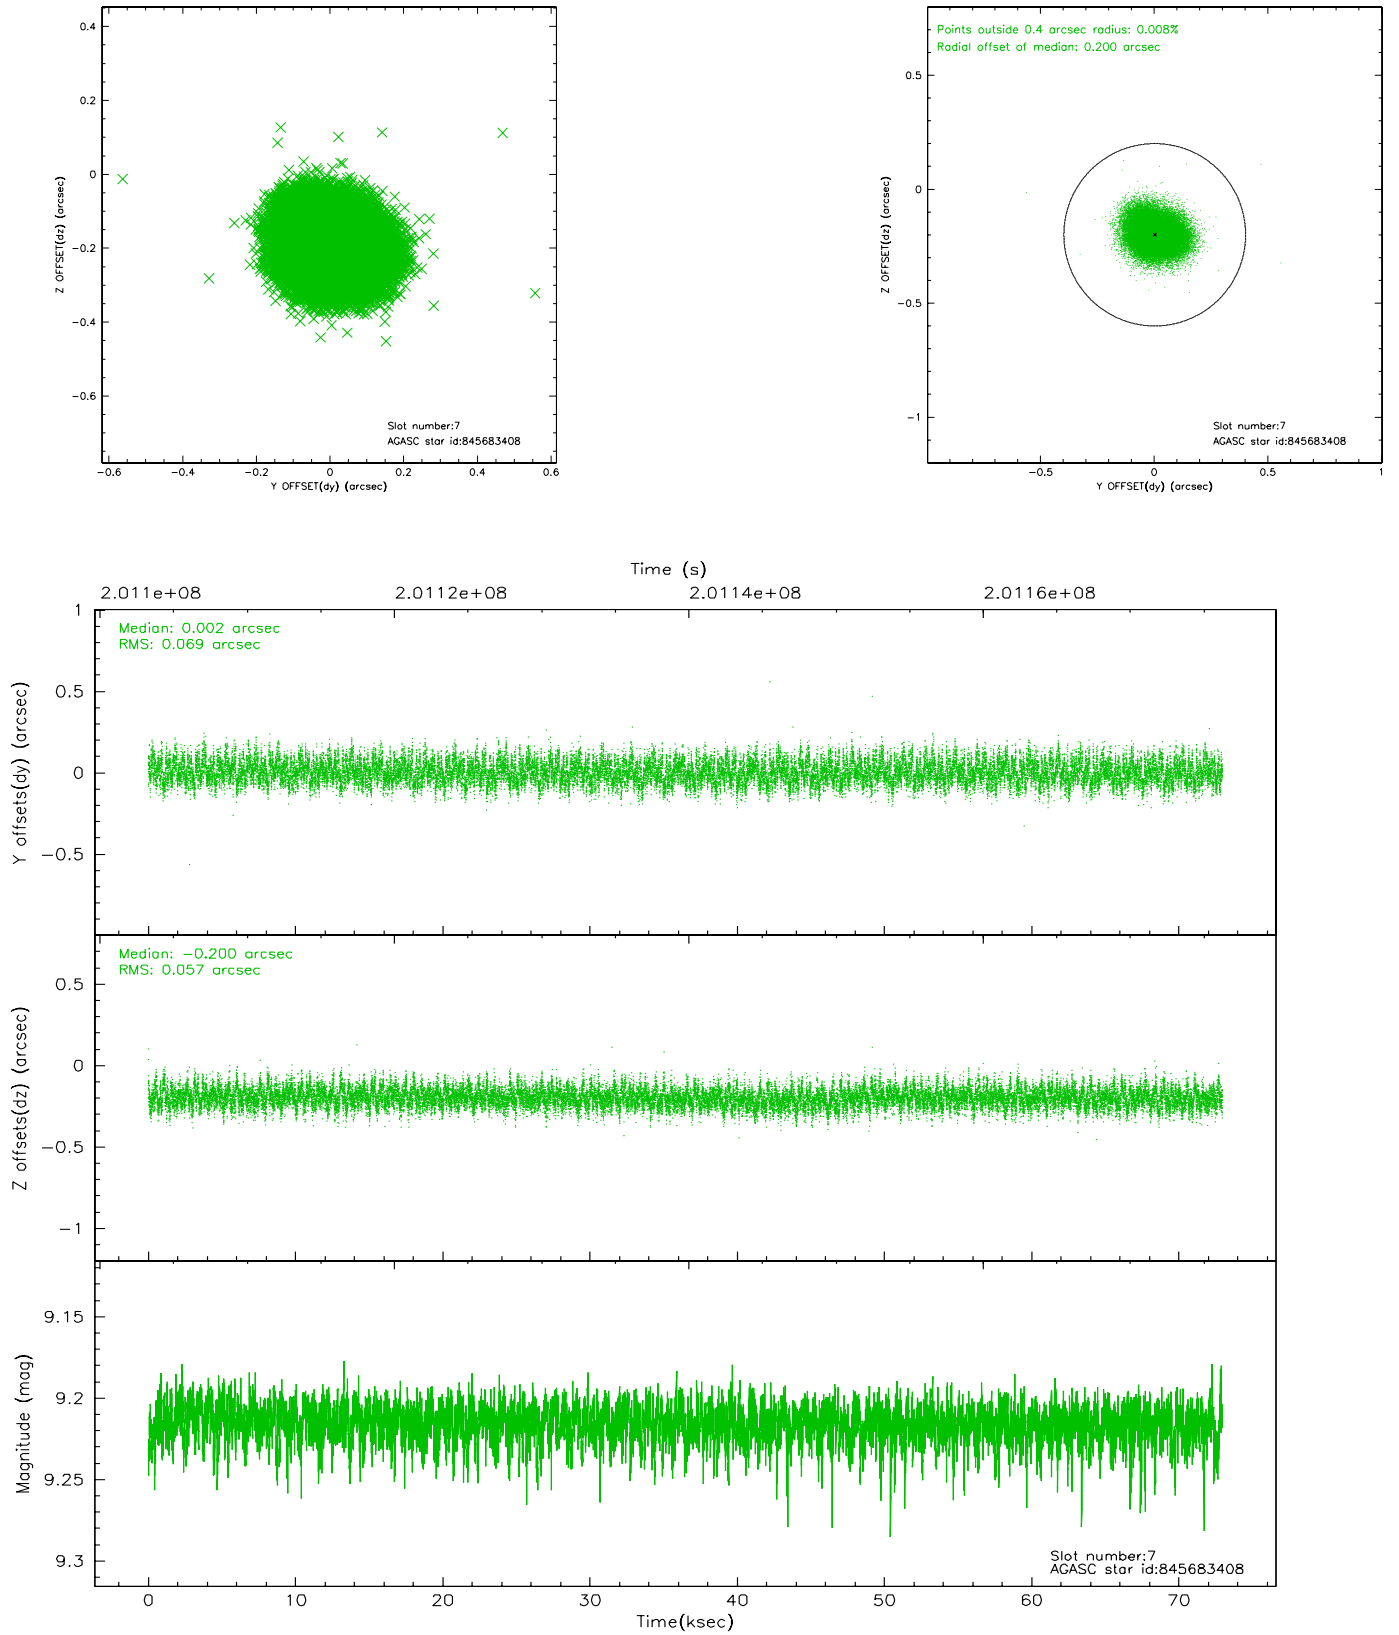 0.4
0.2
0
−0.2
−0.4
−0.6
Z OFFSET(dz) (arcsec)
Slot number:7
AGASC star id:845683408
−0.6 −0.4 −0.2 0 0.2 0.4 0.6
Y OFFSET(dy) (arcsec)
Points outside 0.4 arcsec radius: 0.008%
Radial offset of median: 0.200 arcsec
0.5
0
−0.5
−1
Z OFFSET(dz) (arcsec)
Slot number:7
AGASC star id:845683408
−0.5 0 0.5 1
Y OFFSET(dy) (arcsec)
Time (s)
2.011e+08 2.0112e+08 2.0114e+08 2.0116e+08
Median: 0.002 arcsec
RMS: 0.069 arcsec
1
0.5
0
−0.5
Y offsets(dy) (arcsec)
Median: −0.200 arcsec
RMS: 0.057 arcsec
0.5
0
−0.5
−1
Z offsets(dz) (arcsec)
9.15
9.2
9.25
9.3
Magnitude (mag)
Slot number:7
AGASC star id:845683408
0 10 20 30 40 50 60 70
Time(ksec)